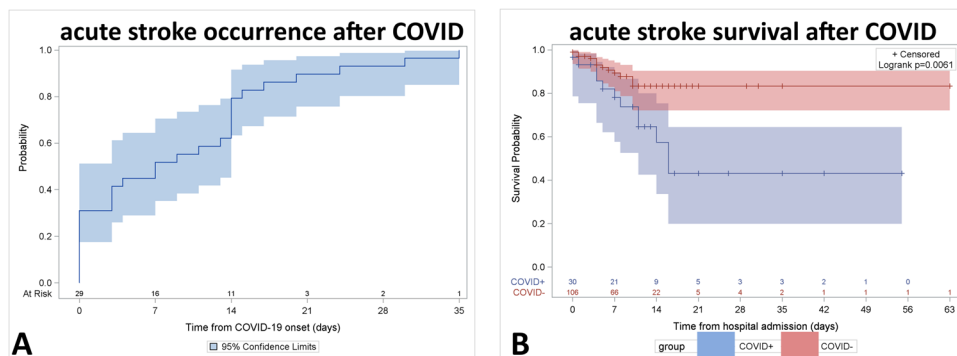 acute stroke occurrence after COVID
1.0
0.8
0.6
0.4
0.2
0.0
Probability
At Risk 29 16 11 3 2 1
0 7 14 21 28 35
Time from COVID-19 onset (days)
95% Confidence Limits
A
acute stroke survival after COVID
+ Censored
Logrank p=0.0061
1.0
0.8
0.6
0.4
0.2
0.0
Survival Probability
COVID+ 30 21 9 5 3 3 2 1 0
COVID- 106 66 22 5 4 2 1 1 1 1
0 7 14 21 28 35 42 49 56 63
Time from hospital admission (days)
group COVID+ COVID-
B